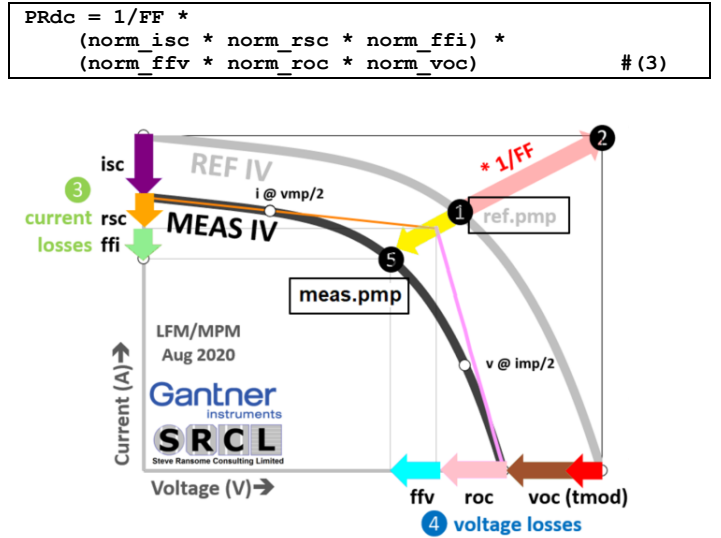 PRdc = 1/FF *
(norm_isc * norm_rsc * norm_ffi) *
(norm_ffv * norm_roc * norm_voc) #(3)
2
* 1/FF
isc
REF IV
3
i @ vmp/2
1 ref.pmp
current rsc
MEAS IV
losses ffi
5
meas.pmp
LFM/MPM
Aug 2020
v @ imp/2
Gantner
instruments
SRCL
Steve Ransome Consulting Limited
Current (A)→
Voltage (V)→
ffv roc voc (tmod)
4 voltage losses